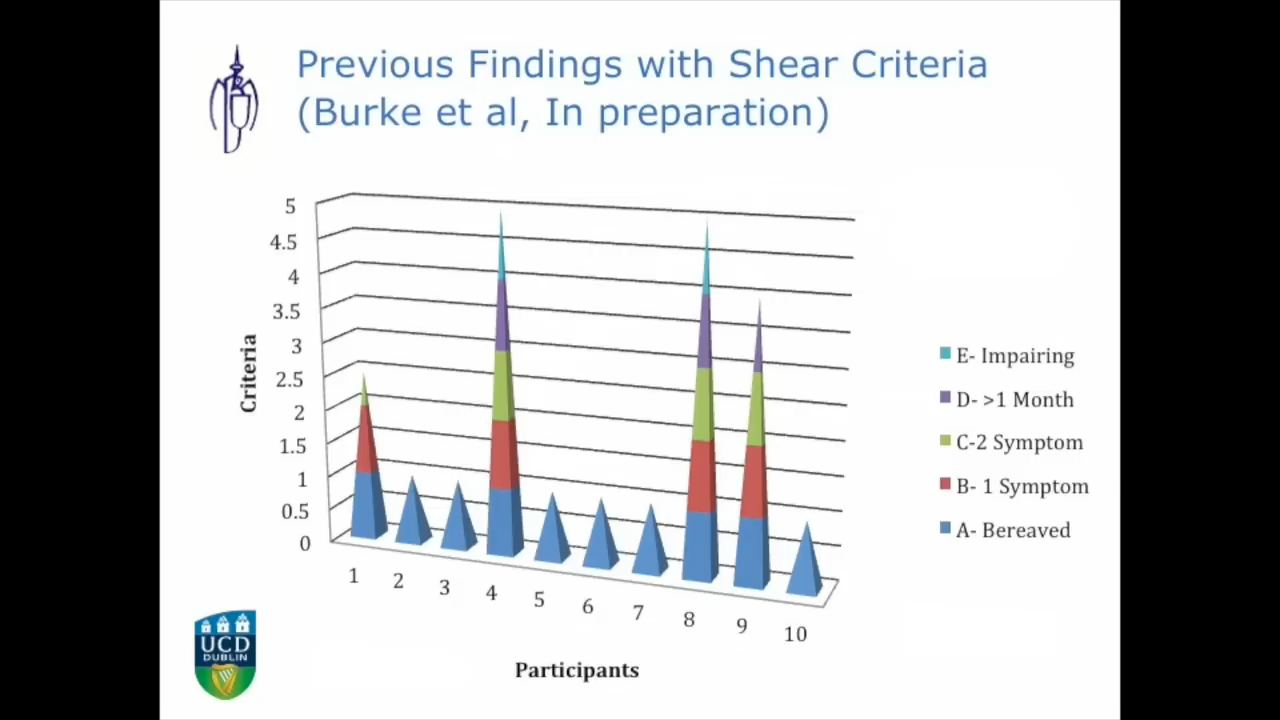 Previous Findings with Shear Criteria
(Burke et al, In preparation)
5
4.5
4
3.5
3
2.5
2
1.5
1
0.5
0
Criteria
1 2 3 4 5 6 7 8 9 10
Participants
E- Impairing
D- >1 Month
C-2 Symptom
B- 1 Symptom
A- Bereaved
UCD
DUBLIN